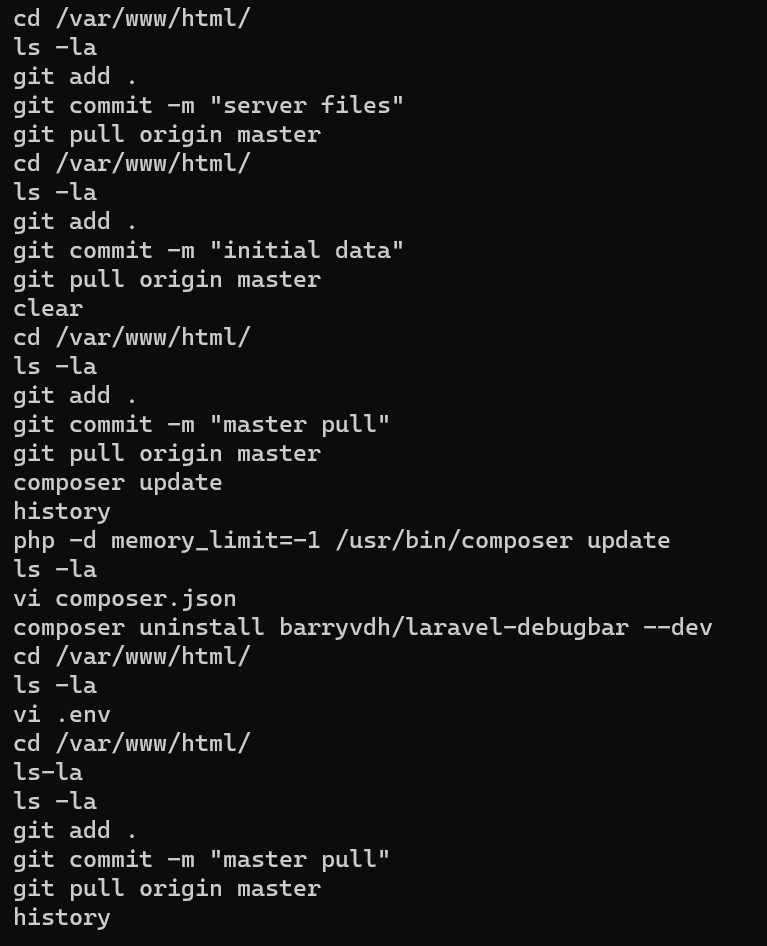 cd /var/www/html/
ls -la
git add .
git commit -m "server files"
git pull origin master
cd /var/www/html/
ls -la
git add .
git commit -m "initial data"
git pull origin master
clear
cd /var/www/html/
ls -la
git add .
git commit -m "master pull"
git pull origin master
composer update
history
php -d memory_limit=-1 /usr/bin/composer update
ls -la
vi composer.json
composer uninstall barryvdh/laravel-debugbar --dev
cd /var/www/html/
ls -la
vi .env
cd /var/www/html/
ls-la
ls -la
git add .
git commit -m "master pull"
git pull origin master
history